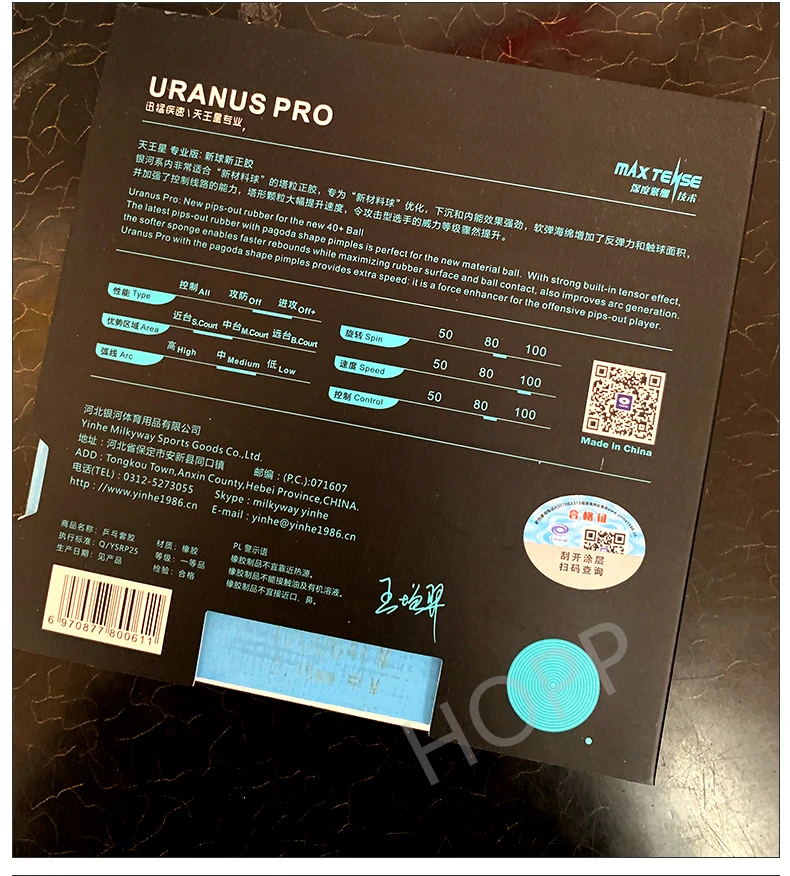 URANUS PRO
迅猛疾速\天王星专业
MAX TENSE
深度紧绷 技术
天王星 专业版: 新球新正胶
银河系内非常适合“新材料球”的塔粒正胶，专为“新材料球”优化，下沉和内能效果强劲，软弹海绵增加了反弹力和触球面积，
并加强了控制线路的能力，塔形颗粒大幅提升速度，令攻击型选手的威力等级骤然提升。
Uranus Pro: New pips-out rubber for the new 40+ Ball
The latest pips-out rubber with pagoda shape pimples is perfect for the new material ball. With strong built-in tensor effect,
the softer sponge enables faster rebounds while maximizing rubber surface and ball contact, also improves arc generation.
Uranus Pro with the pagoda shape pimples provides extra speed: it is a force enhancer for the offensive pips-out player.
性能 Type 控制 All 攻防 Off 进攻 Off+
优势区域 Area 近台 S.Court 中台 M.Court 远台 B.Court
弧线 Arc 高 High 中 Medium 低 Low
旋转 Spin 50 80 100
速度 Speed 50 80 100
控制 Control 50 80 100
Made In China
河北银河体育用品有限公司
Yinhe Milkyway Sports Goods Co.,Ltd.
地址：河北省保定市安新县同口镇 邮编：(P.C.):071607
ADD：Tongkou Town,Anxin County,Hebei Province,CHINA.
电话(TEL)：0312-5273055 Skype：milkyway yinhe
http：//www.yinhe1986.cn E-mail：yinhe@yinhe1986.cn
合格证
刮开涂层
扫码查询
商品名称：乒乓套胶 材质：橡胶
执行标准：Q/YSRP25 等级：一等品
生产日期：见产品 检验：合格
PL 警示语
橡胶制品不宜靠近热源。
橡胶制品不能接触油及有机溶液。
橡胶制品不宜接近口、鼻。
6 970877 800611
HOPP